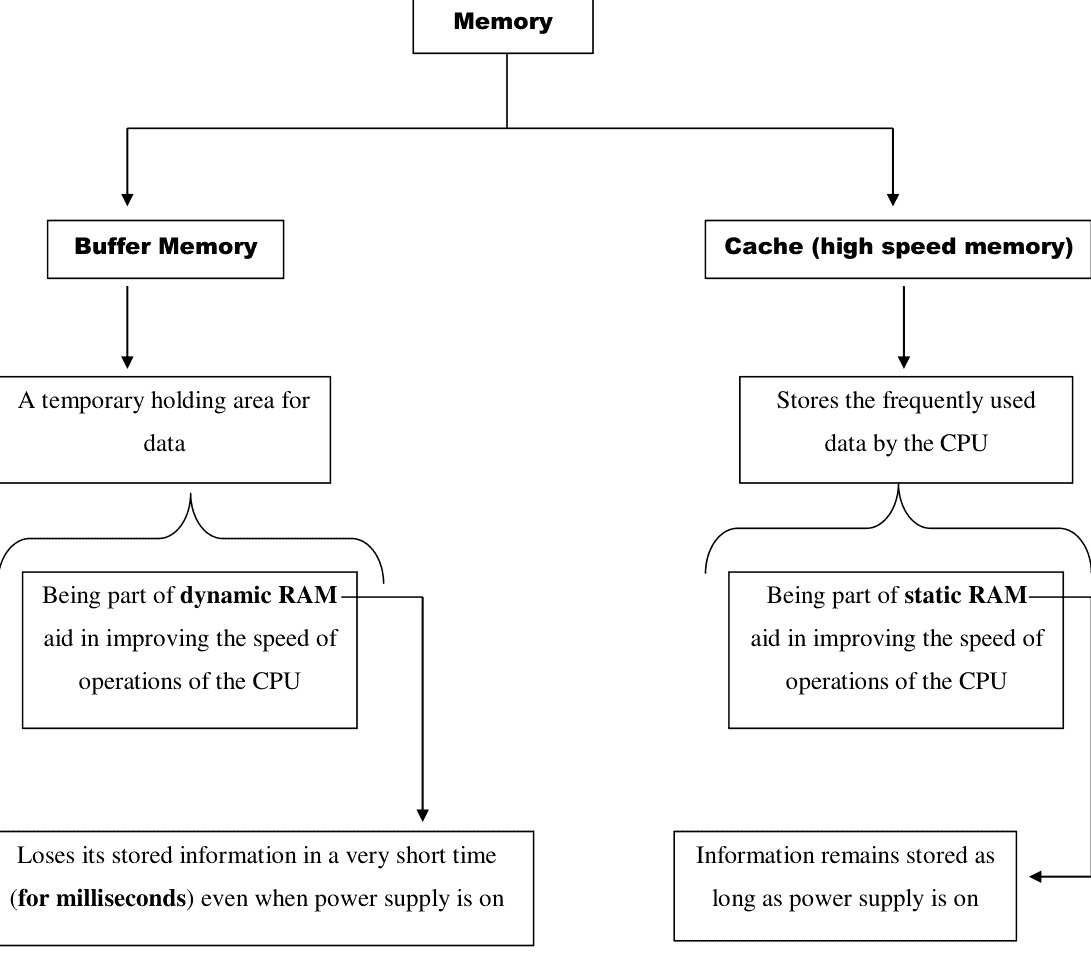 Memory
Buffer Memory
Cache (high speed memory)
A temporary holding area for
data
Stores the frequently used
data by the CPU
Being part of dynamic RAM
aid in improving the speed of
operations of the CPU
Being part of static RAM
aid in improving the speed of
operations of the CPU
Loses its stored information in a very short time
(for milliseconds) even when power supply is on
Information remains stored as
long as power supply is on